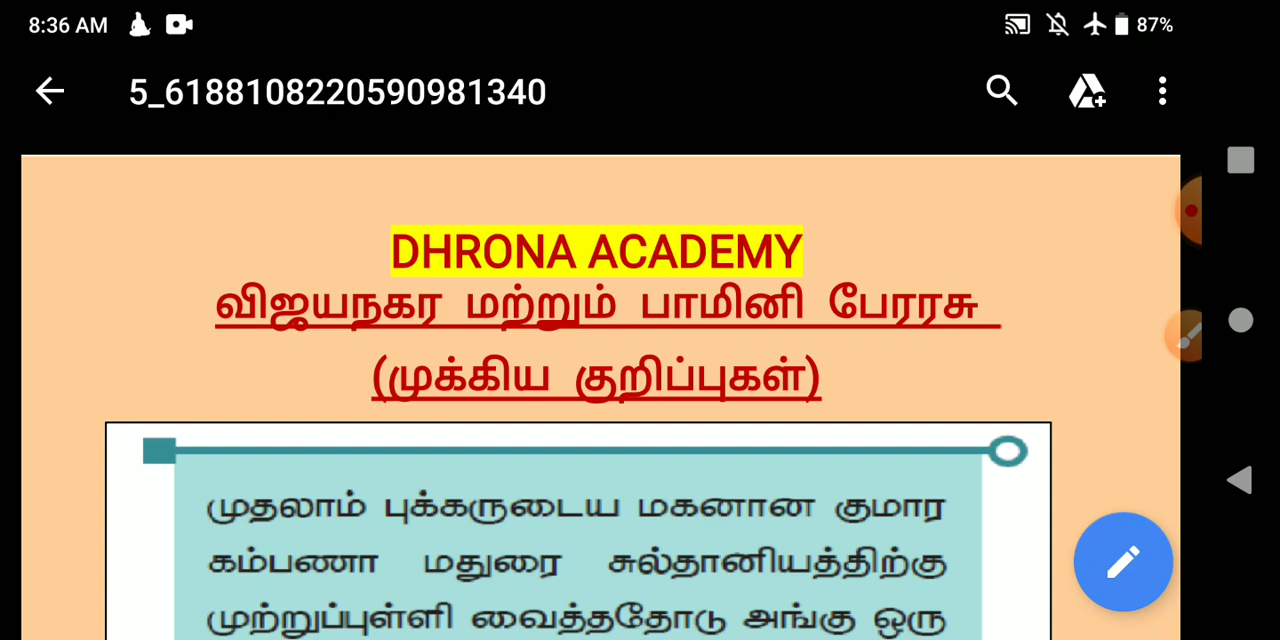 8:36 AM 87%
5_6188108220590981340
DHRONA ACADEMY
விஜயநகர மற்றும் பாமினி பேரரசு
(முக்கிய குறிப்புகள்)
முதலாம் புக்கருடைய மகனான குமார
கம்பணா மதுரை சுல்தானியத்திற்கு
முற்றுப்புள்ளி வைத்ததோடு அங்கு ஒரு